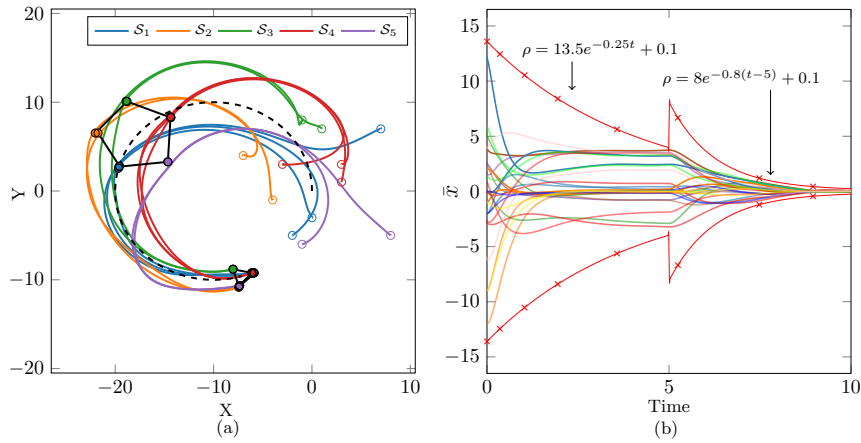 S₁ S₂ S₃ S₄ S₅
20
10
0
−10
−20
Y
−20 −10 0 10
X
(a)
15
10
5
0
−5
−10
−15
x̄
ρ = 13.5e^{−0.25t} + 0.1
ρ = 8e^{−0.8(t−5)} + 0.1
0 5 10
Time
(b)